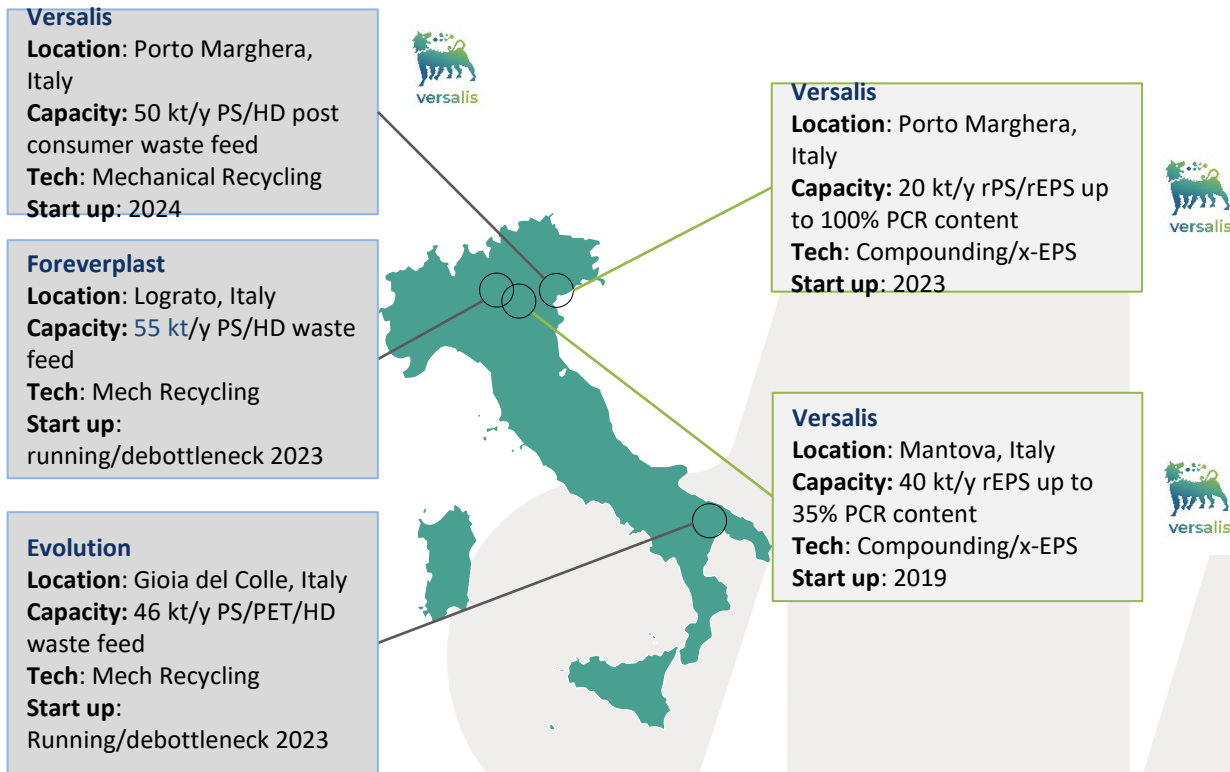 Versalis
Location: Porto Marghera,
Italy
Capacity: 50 kt/y PS/HD post
consumer waste feed
Tech: Mechanical Recycling
Start up: 2024
versalis
Foreverplast
Location: Lograto, Italy
Capacity: 55 kt/y PS/HD waste
feed
Tech: Mech Recycling
Start up:
running/debottleneck 2023
Evolution
Location: Gioia del Colle, Italy
Capacity: 46 kt/y PS/PET/HD
waste feed
Tech: Mech Recycling
Start up:
Running/debottleneck 2023
Versalis
Location: Porto Marghera,
Italy
Capacity: 20 kt/y rPS/rEPS up
to 100% PCR content
Tech: Compounding/x-EPS
Start up: 2023
versalis
Versalis
Location: Mantova, Italy
Capacity: 40 kt/y rEPS up to
35% PCR content
Tech: Compounding/x-EPS
Start up: 2019
versalis